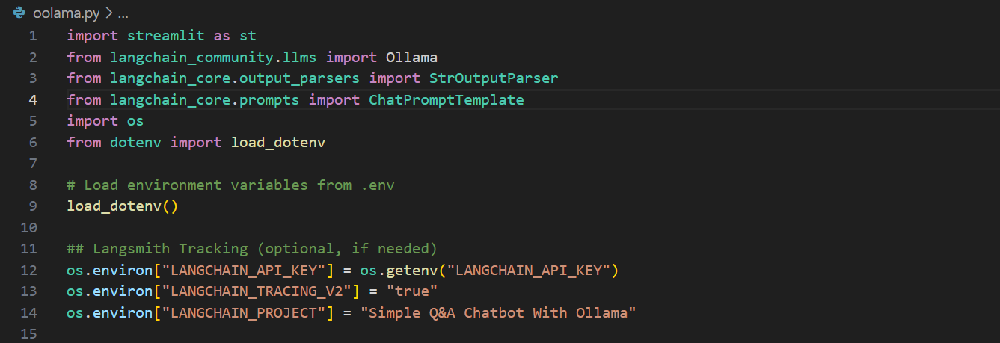 oolama.py > ...
1 import streamlit as st
2 from langchain_community.llms import Ollama
3 from langchain_core.output_parsers import StrOutputParser
4 from langchain_core.prompts import ChatPromptTemplate
5 import os
6 from dotenv import load_dotenv
7
8 # Load environment variables from .env
9 load_dotenv()
10
11 ## Langsmith Tracking (optional, if needed)
12 os.environ["LANGCHAIN_API_KEY"] = os.getenv("LANGCHAIN_API_KEY")
13 os.environ["LANGCHAIN_TRACING_V2"] = "true"
14 os.environ["LANGCHAIN_PROJECT"] = "Simple Q&A Chatbot With Ollama"
15